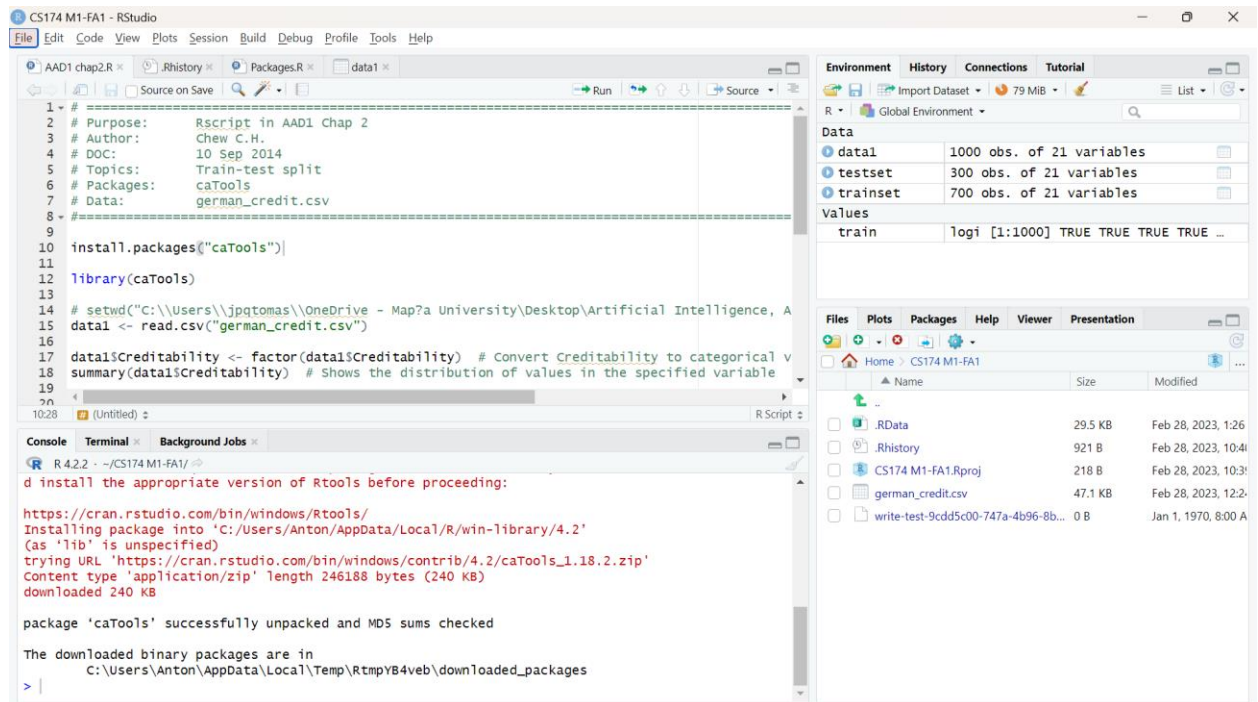 CS174 M1-FA1 - RStudio
File Edit Code View Plots Session Build Debug Profile Tools Help
AAD1 chap2.R × .Rhistory × Packages.R × data1 ×
Source on Save Run Source
1 # ==========================================================================================
2 # Purpose: Rscript in AAD1 Chap 2
3 # Author: Chew C.H.
4 # DOC: 10 Sep 2014
5 # Topics: Train-test split
6 # Packages: caTools
7 # Data: german_credit.csv
8 #===========================================================================================
9
10 install.packages("caTools")
11
12 library(caTools)
13
14 # setwd("C:\\Users\\jpqtomas\\OneDrive - Map?a University\\Desktop\\Artificial Intelligence, A
15 data1 <- read.csv("german_credit.csv")
16
17 data1$Creditability <- factor(data1$Creditability) # Convert Creditability to categorical v
18 summary(data1$Creditability) # Shows the distribution of values in the specified variable
19
20
10:28 (Untitled) R Script
Console Terminal × Background Jobs ×
R 4.2.2 · ~/CS174 M1-FA1/
d install the appropriate version of Rtools before proceeding:
https://cran.rstudio.com/bin/windows/Rtools/
Installing package into ‘C:/Users/Anton/AppData/Local/R/win-library/4.2’
(as ‘lib’ is unspecified)
trying URL 'https://cran.rstudio.com/bin/windows/contrib/4.2/caTools_1.18.2.zip'
Content type 'application/zip' length 246188 bytes (240 KB)
downloaded 240 KB
package ‘caTools’ successfully unpacked and MD5 sums checked
The downloaded binary packages are in
C:\Users\Anton\AppData\Local\Temp\RtmpYB4veb\downloaded_packages
>
Environment History Connections Tutorial
Import Dataset 79 MiB List
R Global Environment
Data
data1 1000 obs. of 21 variables
testset 300 obs. of 21 variables
trainset 700 obs. of 21 variables
Values
train logi [1:1000] TRUE TRUE TRUE TRUE …
Files Plots Packages Help Viewer Presentation
Home > CS174 M1-FA1 ...
Name Size Modified
..
.RData 29.5 KB Feb 28, 2023, 1:26
.Rhistory 921 B Feb 28, 2023, 10:4
CS174 M1-FA1.Rproj 218 B Feb 28, 2023, 10:3
german_credit.csv 47.1 KB Feb 28, 2023, 12:2
write-test-9cdd5c00-747a-4b96-8b... 0 B Jan 1, 1970, 8:00 A